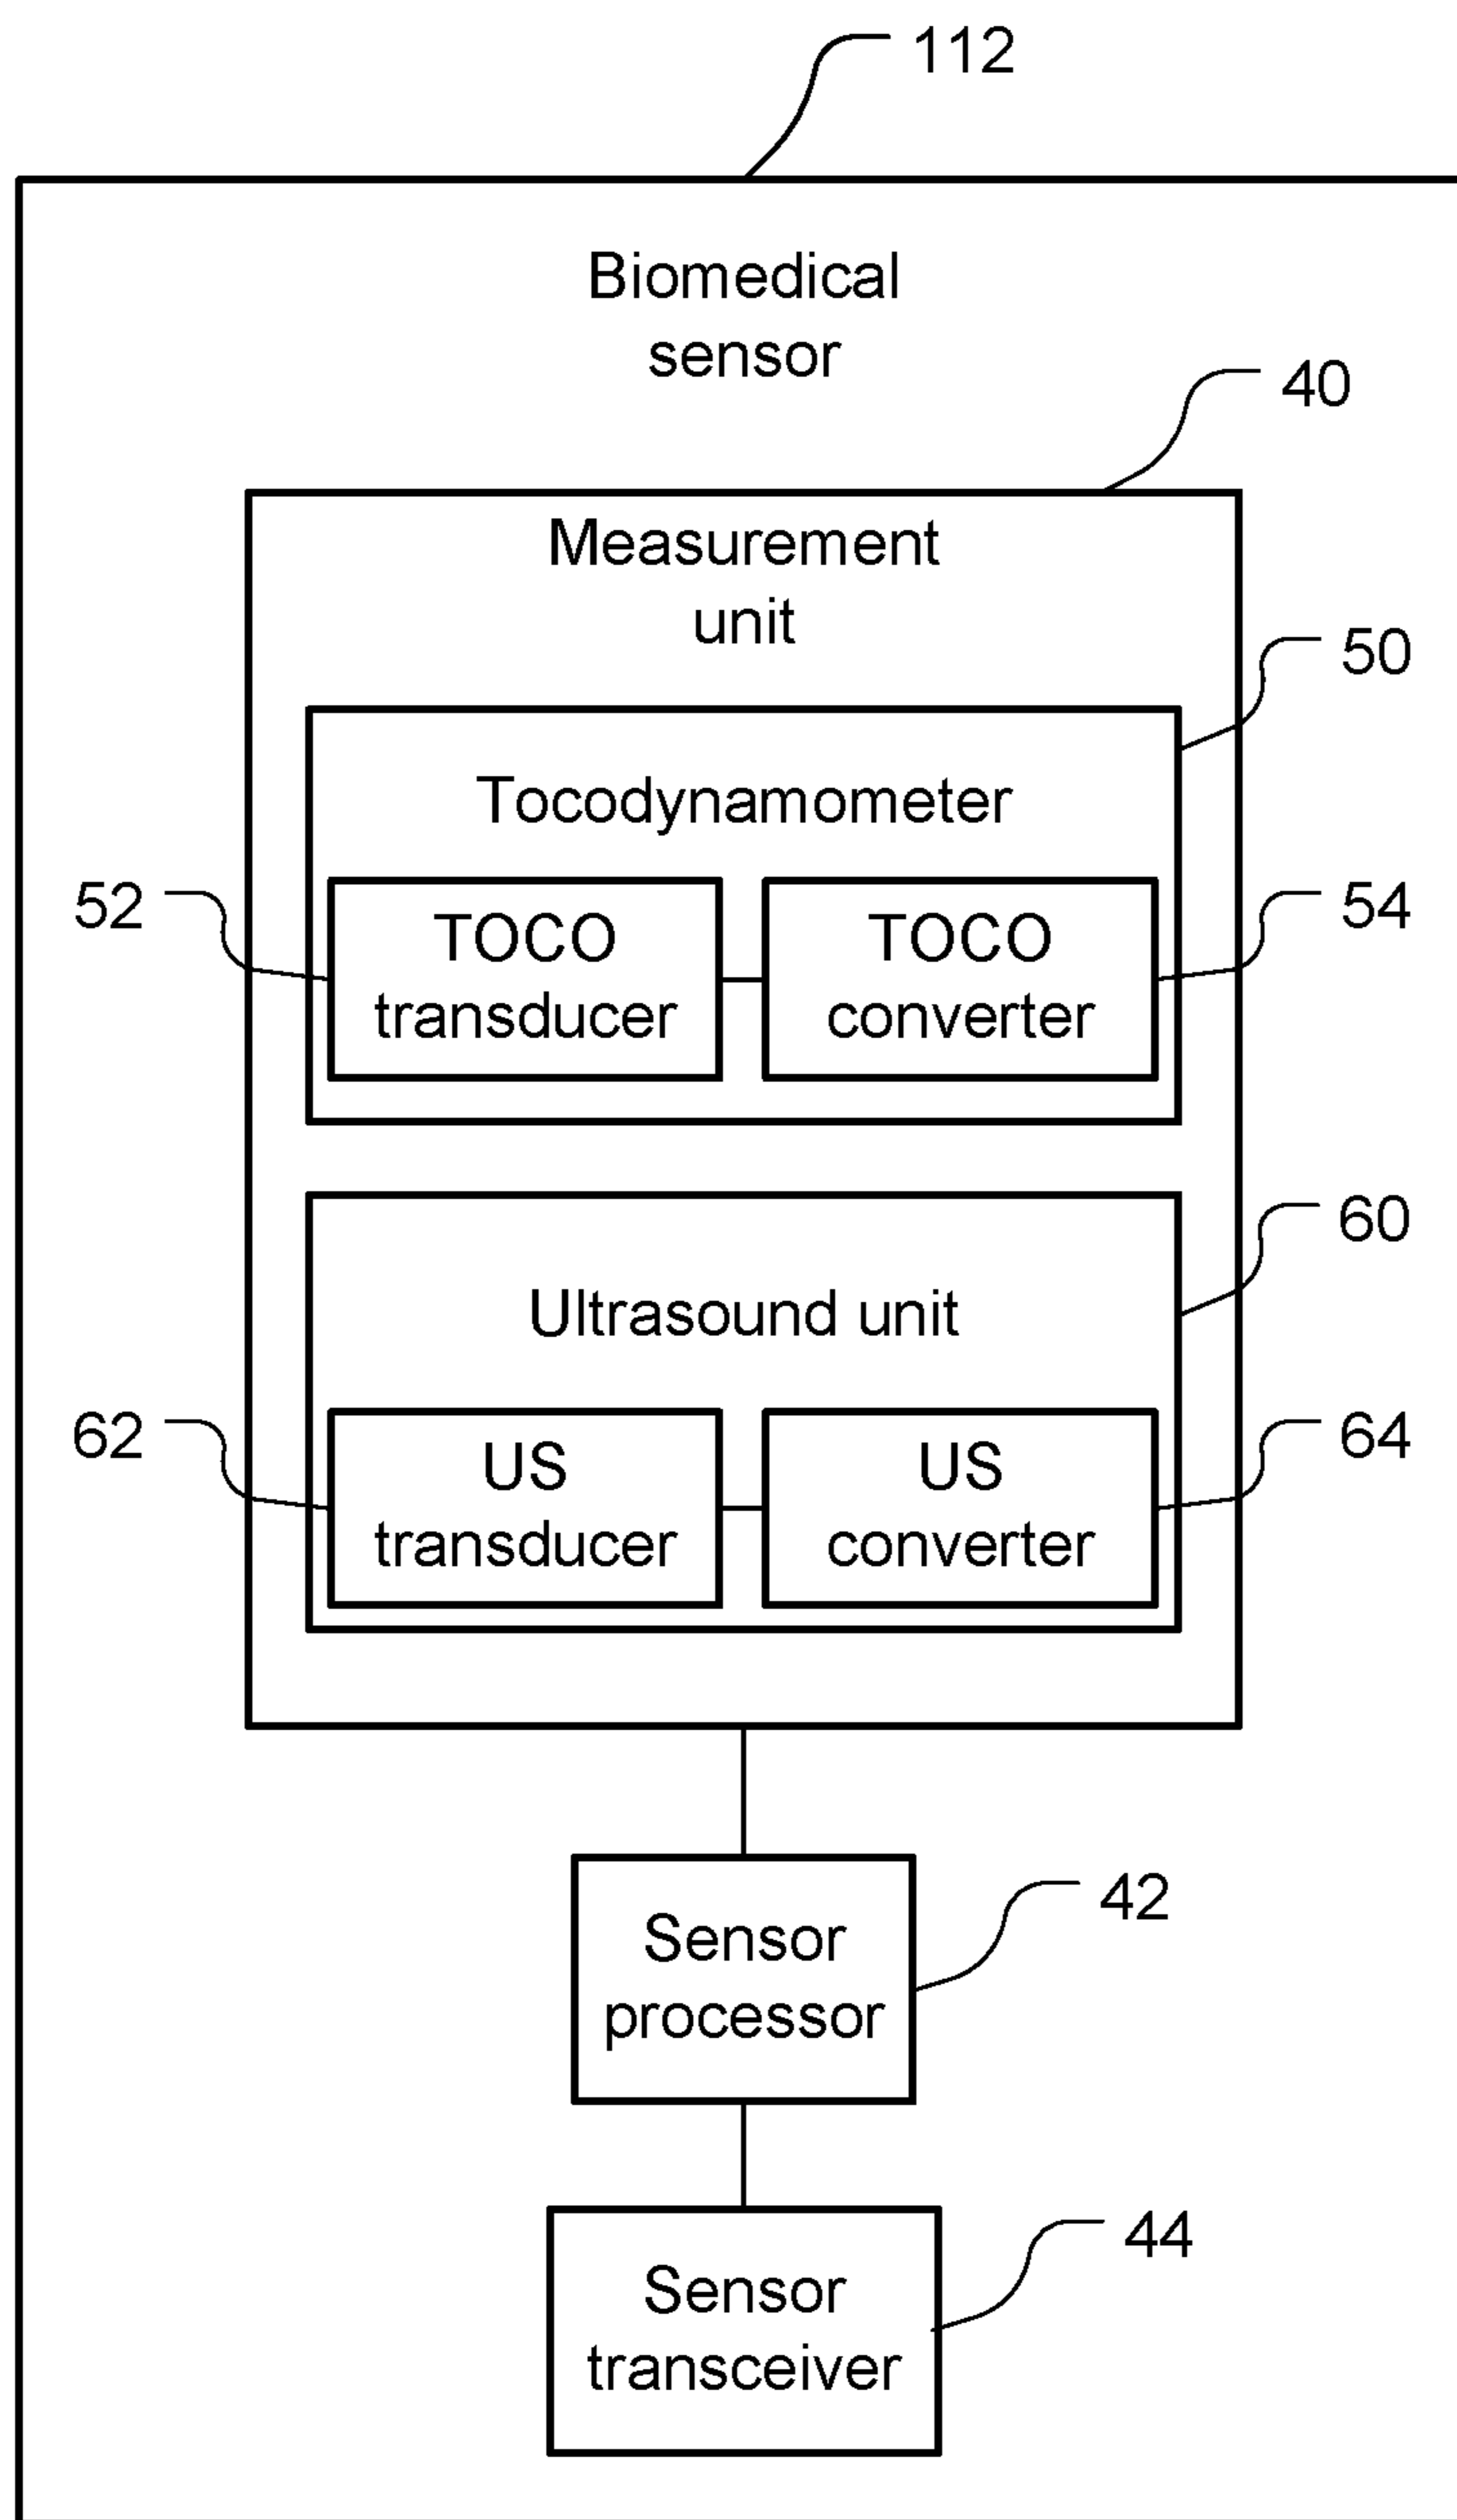 112
Biomedical
sensor
40
Measurement
unit
50
Tocodynamometer
52
54
TOCO
transducer
TOCO
converter
60
Ultrasound unit
62
64
US
transducer
US
converter
42
Sensor
processor
44
Sensor
transceiver